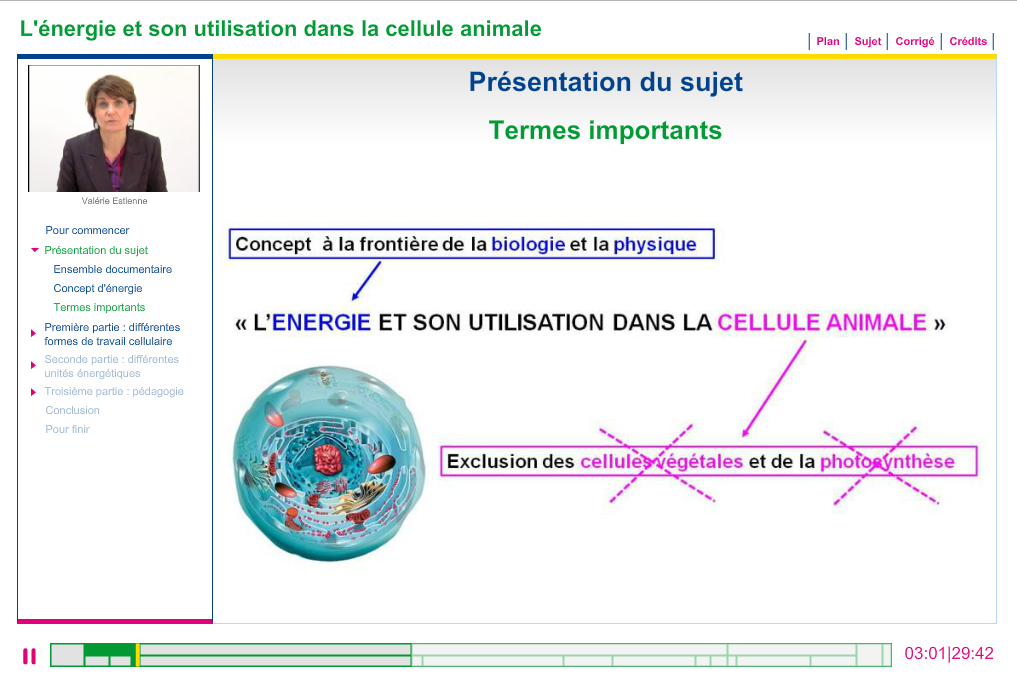 L'énergie et son utilisation dans la cellule animale
Plan
Sujet
Corrigé
Crédits
Valérie Estienne
Pour commencer
Présentation du sujet
Ensemble documentaire
Concept d'énergie
Termes importants
Première partie : différentes
formes de travail cellulaire
Seconde partie : différentes
unités énergétiques
Troisième partie : pédagogie
Conclusion
Pour finir
Présentation du sujet
Termes importants
Concept à la frontière de la biologie et la physique
« L'ENERGIE ET SON UTILISATION DANS LA CELLULE ANIMALE »
Exclusion des cellules végétales et de la photosynthèse
03:01|29:42